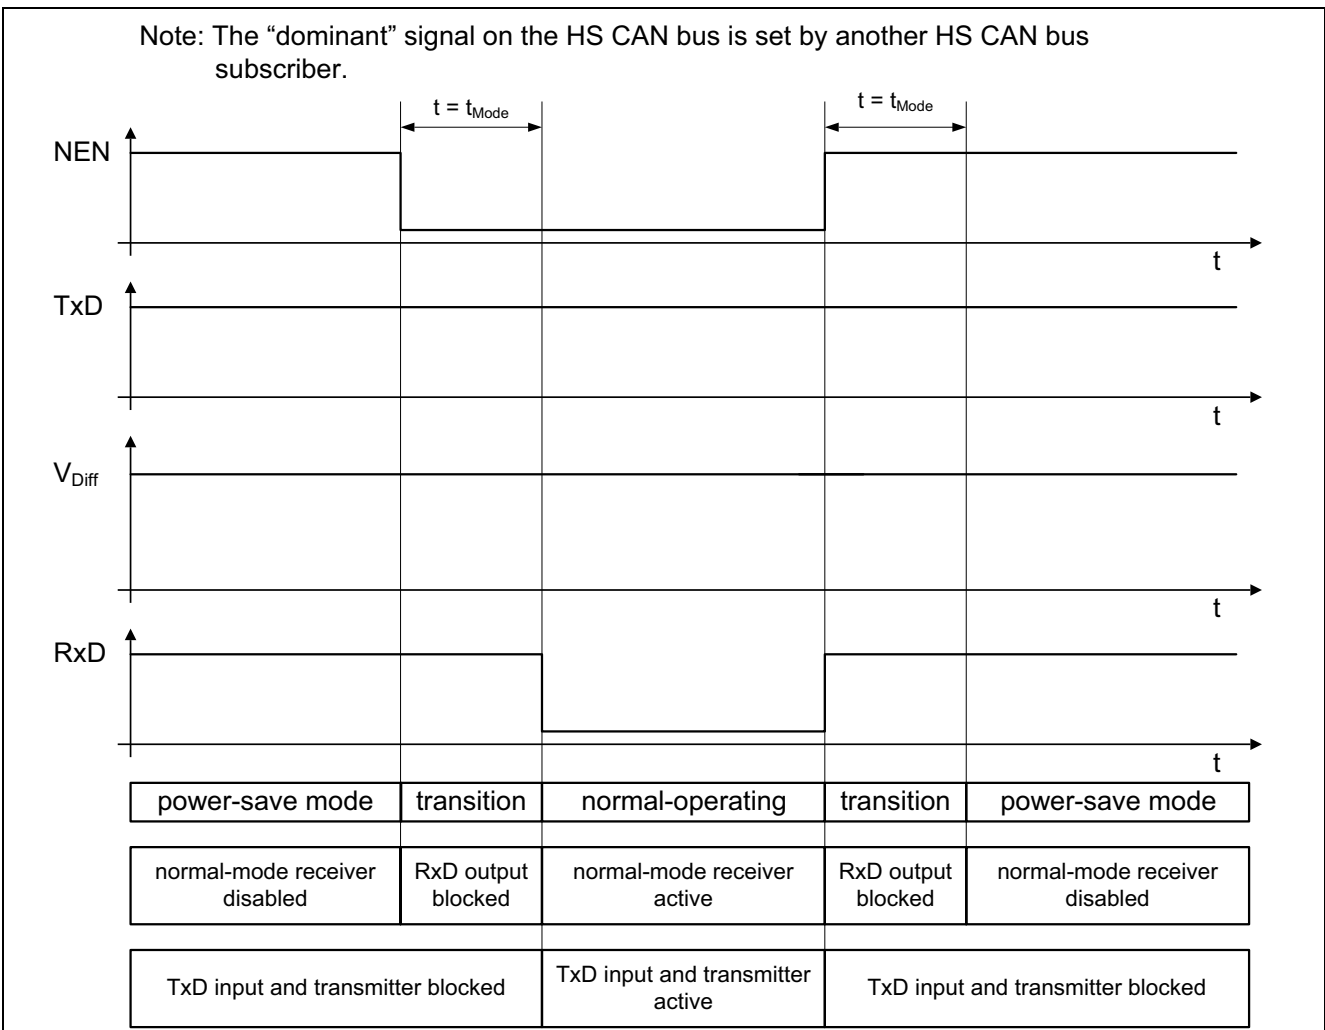 Note: The “dominant” signal on the HS CAN bus is set by another HS CAN bus
subscriber.
t = tMode
t = tMode
NEN
t
TxD
t
VDiff
t
RxD
t
power-save mode
transition
normal-operating
transition
power-save mode
normal-mode receiver
disabled
RxD output
blocked
normal-mode receiver
active
RxD output
blocked
normal-mode receiver
disabled
TxD input and transmitter blocked
TxD input and transmitter
active
TxD input and transmitter blocked